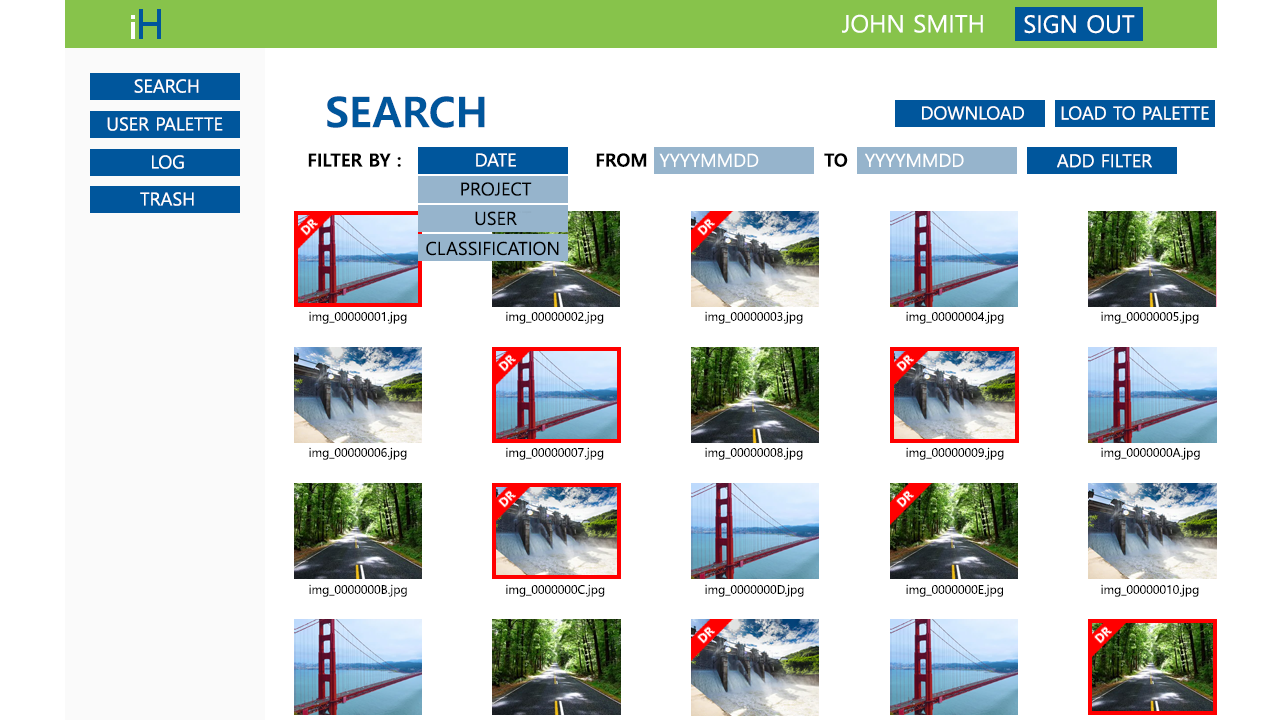 iH
JOHN SMITH
SIGN OUT
SEARCH
USER PALETTE
LOG
TRASH
SEARCH
DOWNLOAD
LOAD TO PALETTE
FILTER BY :
DATE
PROJECT
USER
CLASSIFICATION
FROM YYYYMMDD TO YYYYMMDD
ADD FILTER
DR
DR
img_00000001.jpg
img_00000002.jpg
img_00000003.jpg
img_00000004.jpg
img_00000005.jpg
DR
DR
img_00000006.jpg
img_00000007.jpg
img_00000008.jpg
img_00000009.jpg
img_0000000A.jpg
DR
DR
img_0000000B.jpg
img_0000000C.jpg
img_0000000D.jpg
img_0000000E.jpg
img_00000010.jpg
DR
DR